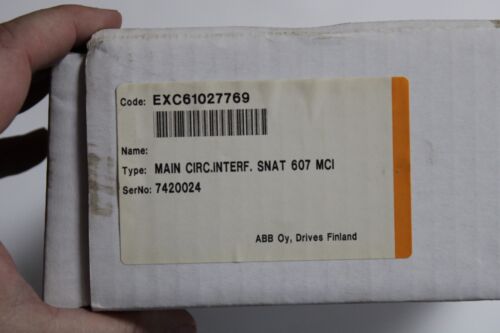 Code: EXC61027769
Name:
Type: MAIN CIRC.INTERF. SNAT 607 MCI
SerNo: 7420024
ABB Oy, Drives Finland